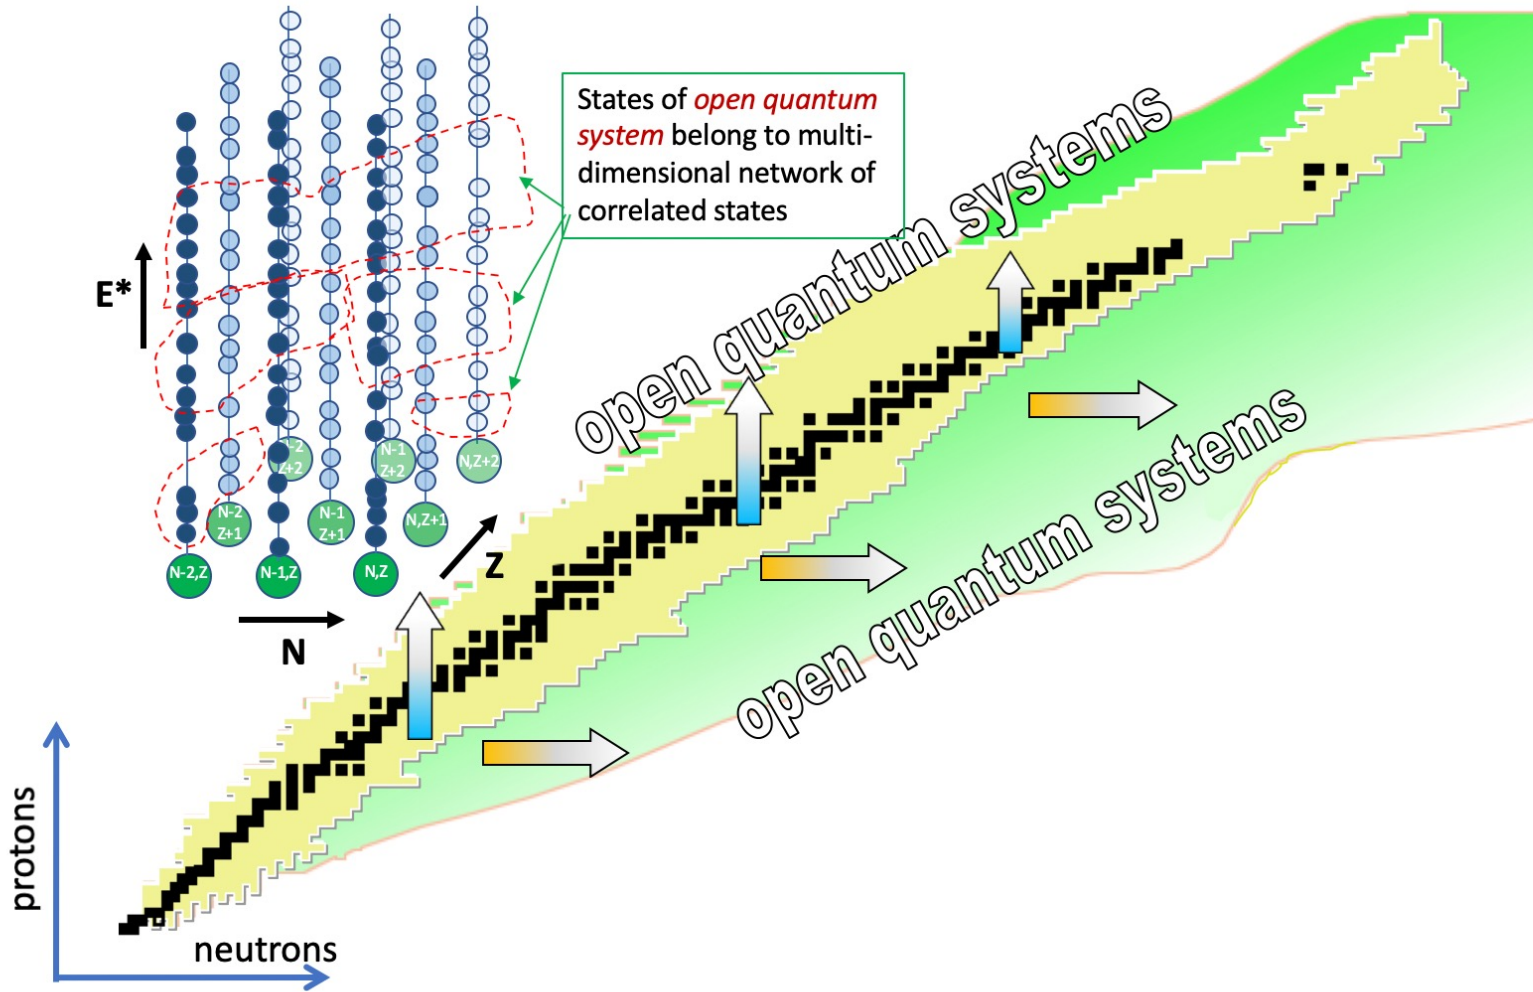 States of open quantum
system belong to multi-
dimensional network of
correlated states
E*
N-2
Z+2
N-1
Z+2
N,Z+2
N-2
Z+1
N-1
Z+1
N,Z+1
N-2,Z
N-1,Z
N,Z
Z
N
open quantum systems
open quantum systems
protons
neutrons